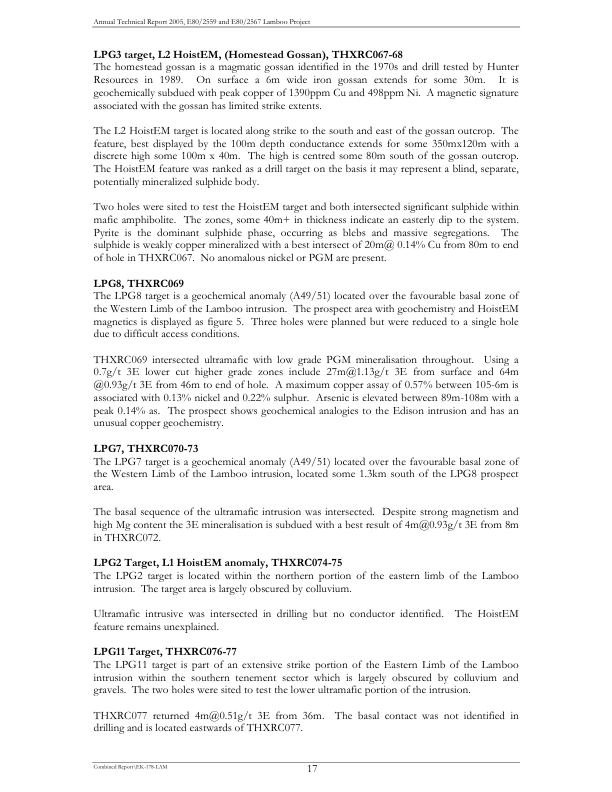 Annual Technical Report 2005, E80/2559 and E80/2567 Lamboo Project
LPG3 target, L2 HoistEM, (Homestead Gossan), THXRC067-68
The homestead gossan is a magmatic gossan identified in the 1970s and drill tested by Hunter
Resources in 1989. On surface a 6m wide iron gossan extends for some 30m. It is
geochemically subdued with peak copper of 1390ppm Cu and 498ppm Ni. A magnetic signature
associated with the gossan has limited strike extents.
The L2 HoistEM target is located along strike to the south and east of the gossan outcrop. The
feature, best displayed by the 100m depth conductance extends for some 350mx120m with a
discrete high some 100m x 40m. The high is centred some 80m south of the gossan outcrop.
The HoistEM feature was ranked as a drill target on the basis it may represent a blind, separate,
potentially mineralized sulphide body.
Two holes were sited to test the HoistEM target and both intersected significant sulphide within
mafic amphibolite. The zones, some 40m+ in thickness indicate an easterly dip to the system.
Pyrite is the dominant sulphide phase, occurring as blebs and massive segregations. The
sulphide is weakly copper mineralized with a best intersect of 20m@ 0.14% Cu from 80m to end
of hole in THXRC067. No anomalous nickel or PGM are present.
LPG8, THXRC069
The LPG8 target is a geochemical anomaly (A49/51) located over the favourable basal zone of
the Western Limb of the Lamboo intrusion. The prospect area with geochemistry and HoistEM
magnetics is displayed as figure 5. Three holes were planned but were reduced to a single hole
due to difficult access conditions.
THXRC069 intersected ultramafic with low grade PGM mineralisation throughout. Using a
0.7g/t 3E lower cut higher grade zones include 27m@1.13g/t 3E from surface and 64m
@0.93g/t 3E from 46m to end of hole. A maximum copper assay of 0.57% between 105-6m is
associated with 0.13% nickel and 0.22% sulphur. Arsenic is elevated between 89m-108m with a
peak 0.14% as. The prospect shows geochemical analogies to the Edison intrusion and has an
unusual copper geochemistry.
LPG7, THXRC070-73
The LPG7 target is a geochemical anomaly (A49/51) located over the favourable basal zone of
the Western Limb of the Lamboo intrusion, located some 1.3km south of the LPG8 prospect
area.
The basal sequence of the ultramafic intrusion was intersected. Despite strong magnetism and
high Mg content the 3E mineralisation is subdued with a best result of 4m@0.93g/t 3E from 8m
in THXRC072.
LPG2 Target, L1 HoistEM anomaly, THXRC074-75
The LPG2 target is located within the northern portion of the eastern limb of the Lamboo
intrusion. The target area is largely obscured by colluvium.
Ultramafic intrusive was intersected in drilling but no conductor identified. The HoistEM
feature remains unexplained.
LPG11 Target, THXRC076-77
The LPG11 target is part of an extensive strike portion of the Eastern Limb of the Lamboo
intrusion within the southern tenement sector which is largely obscured by colluvium and
gravels. The two holes were sited to test the lower ultramafic portion of the intrusion.
THXRC077 returned 4m@0.51g/t 3E from 36m. The basal contact was not identified in
drilling and is located eastwards of THXRC077.
Combined Report\EK-178-LAM
17